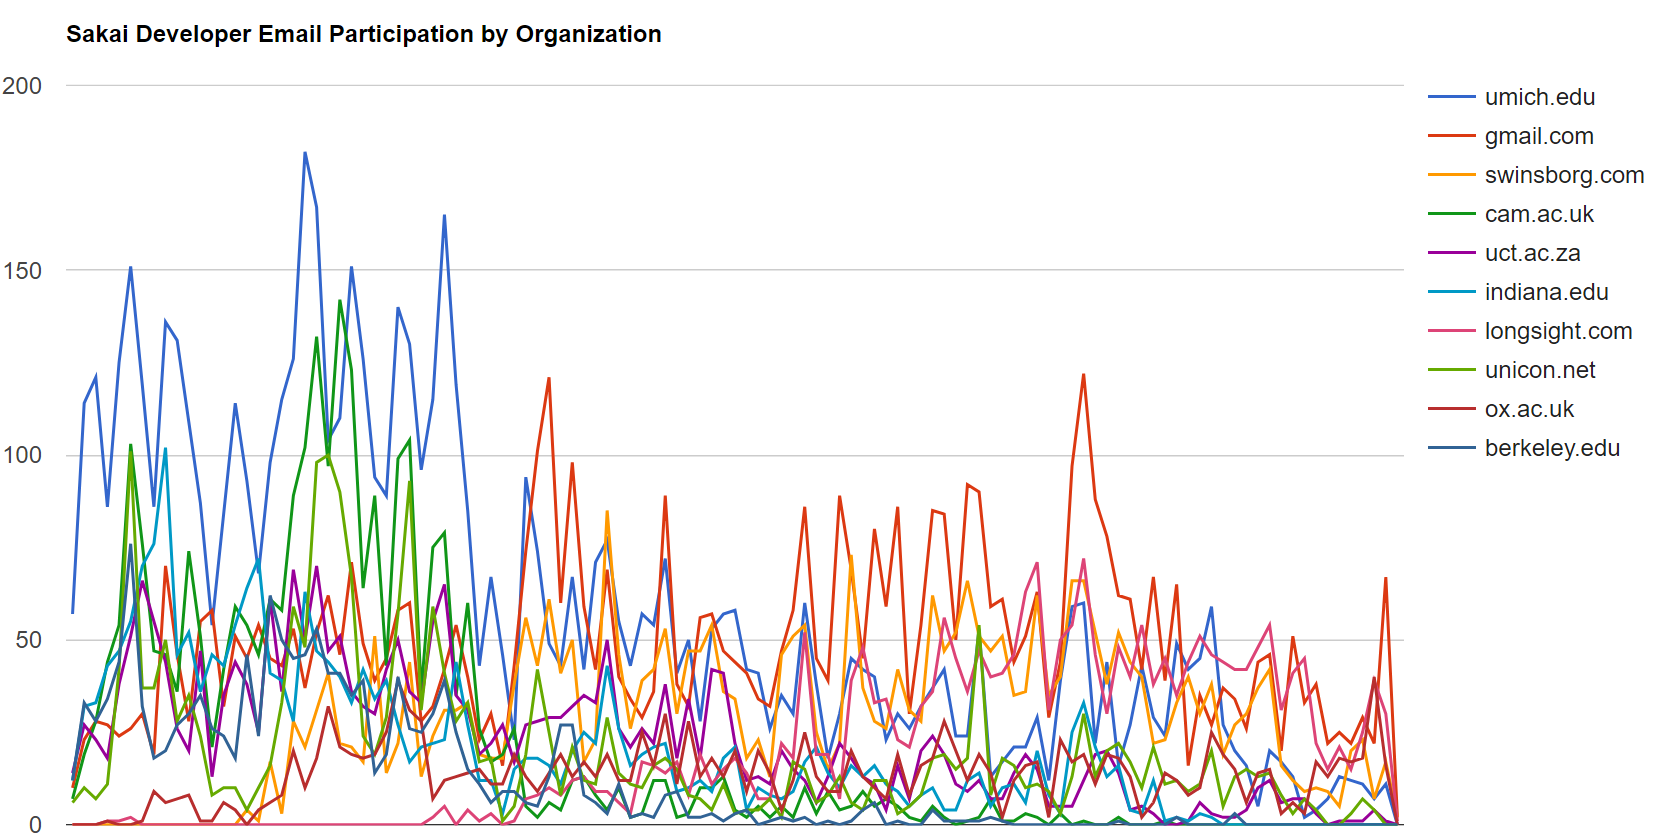 Sakai Developer Email Participation by Organization
200
150
100
50
0
umich.edu
gmail.com
swinsborg.com
cam.ac.uk
uct.ac.za
indiana.edu
longsight.com
unicon.net
ox.ac.uk
berkeley.edu